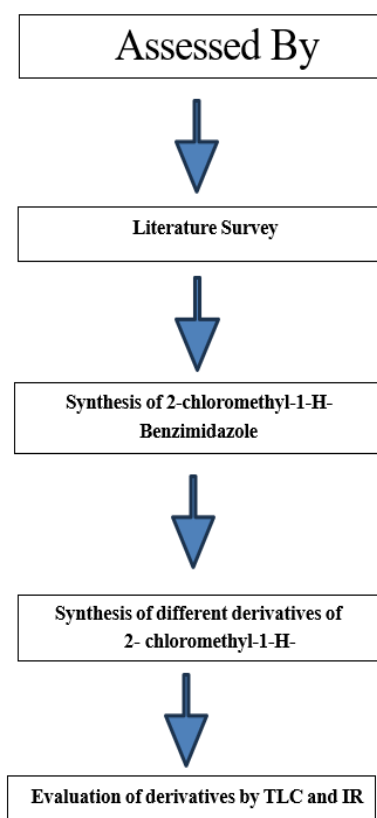 Assessed By
Literature Survey
Synthesis of 2-chloromethyl-1-H-
Benzimidazole
Synthesis of different derivatives of
2- chloromethyl-1-H-
Evaluation of derivatives by TLC and IR